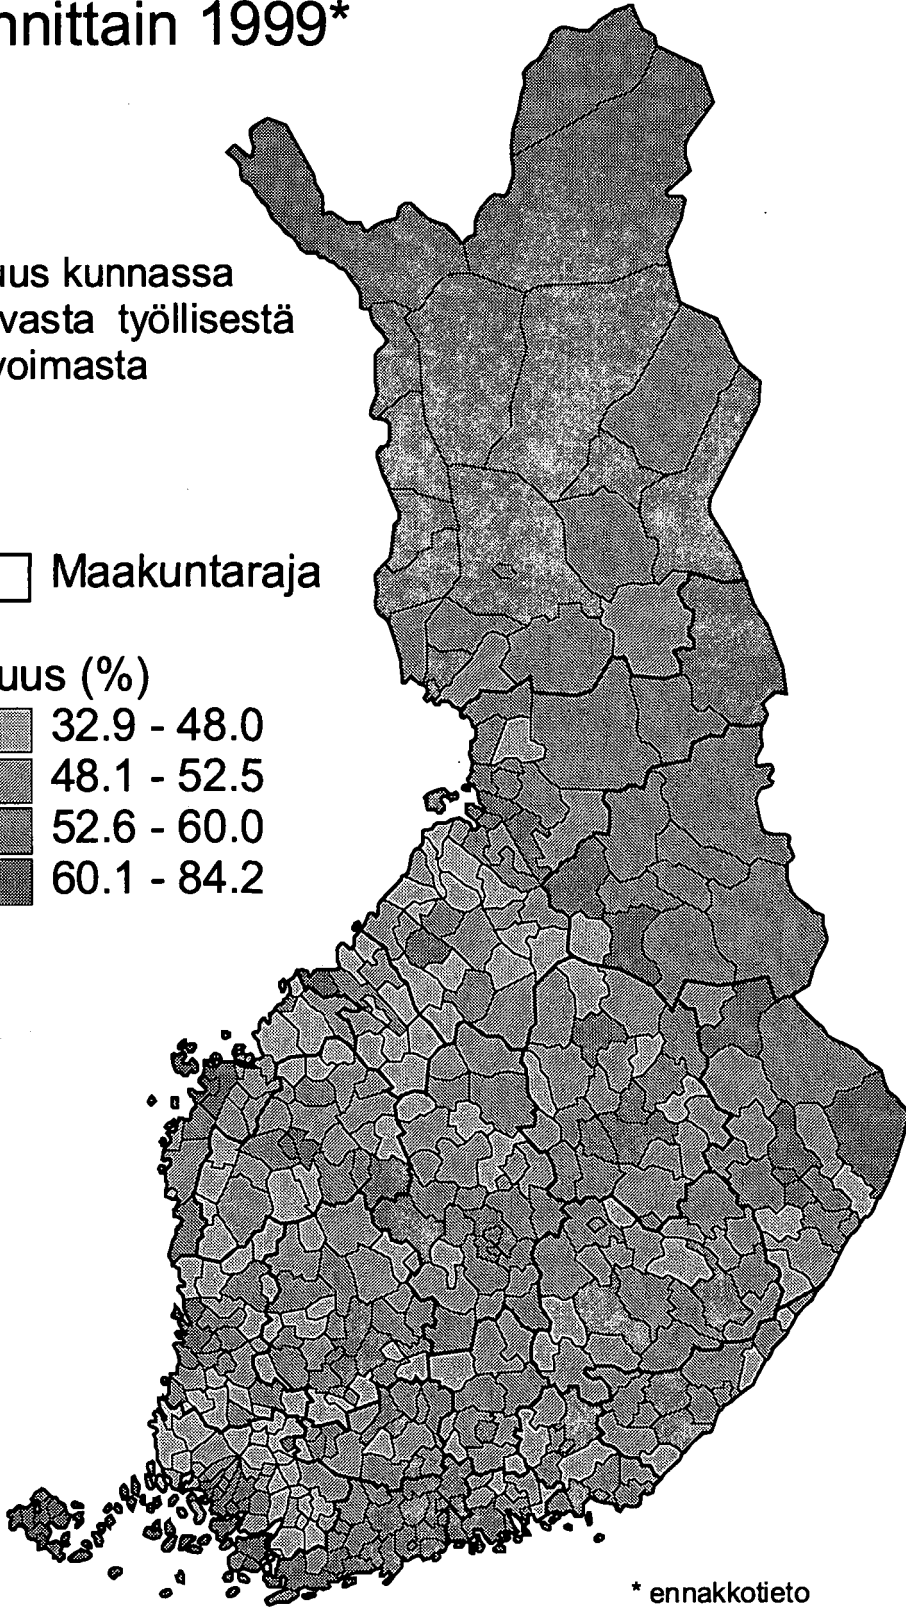 nnittain 1999*
uus kunnassa
vasta työllisestä
voimasta
Maakuntaraja
uus (%)
32.9 - 48.0
48.1 - 52.5
52.6 - 60.0
60.1 - 84.2
* ennakkotieto